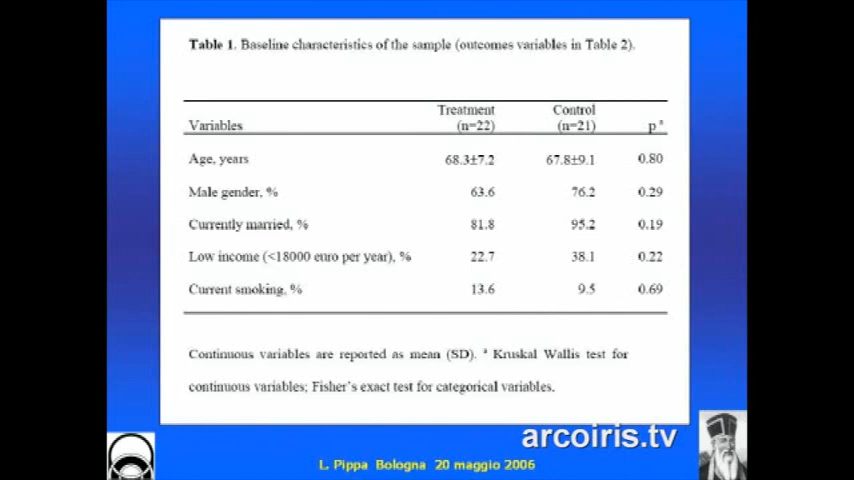 Table 1. Baseline characteristics of the sample (outcomes variables in Table 2).
Treatment Control
Variables (n=22) (n=21) p ª
Age, years 68.3±7.2 67.8±9.1 0.80
Male gender, % 63.6 76.2 0.29
Currently married, % 81.8 95.2 0.19
Low income (<18000 euro per year), % 22.7 38.1 0.22
Current smoking, % 13.6 9.5 0.69
Continuous variables are reported as mean (SD). ª Kruskal Wallis test for
continuous variables; Fisher's exact test for categorical variables.
arcoiris.tv
L. Pippa Bologna 20 maggio 2006